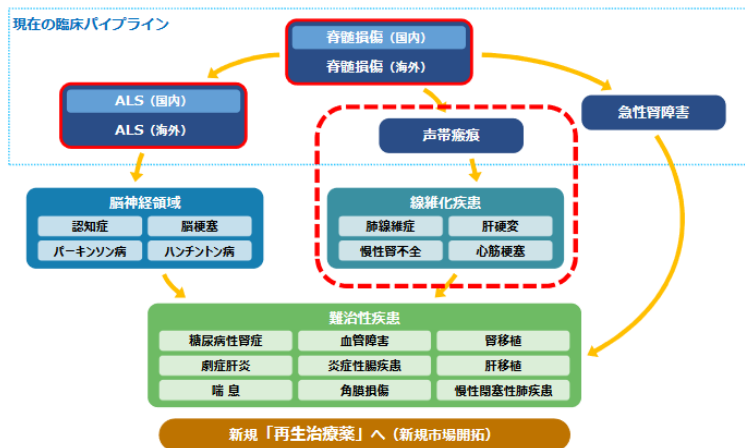 現在の臨床パイプライン
脊髄損傷（国内）
脊髄損傷（海外）
ALS（国内）
ALS（海外）
声帯瘢痕
急性腎障害
脳神経領域
認知症
脳梗塞
パーキンソン病
ハンチントン病
線維化疾患
肺線維症
肝硬変
慢性腎不全
心筋梗塞
難治性疾患
糖尿病性腎症
血管障害
腎移植
劇症肝炎
炎症性腸疾患
肝移植
喘 息
角膜損傷
慢性閉塞性肺疾患
新規「再生治療薬」へ（新規市場開拓）